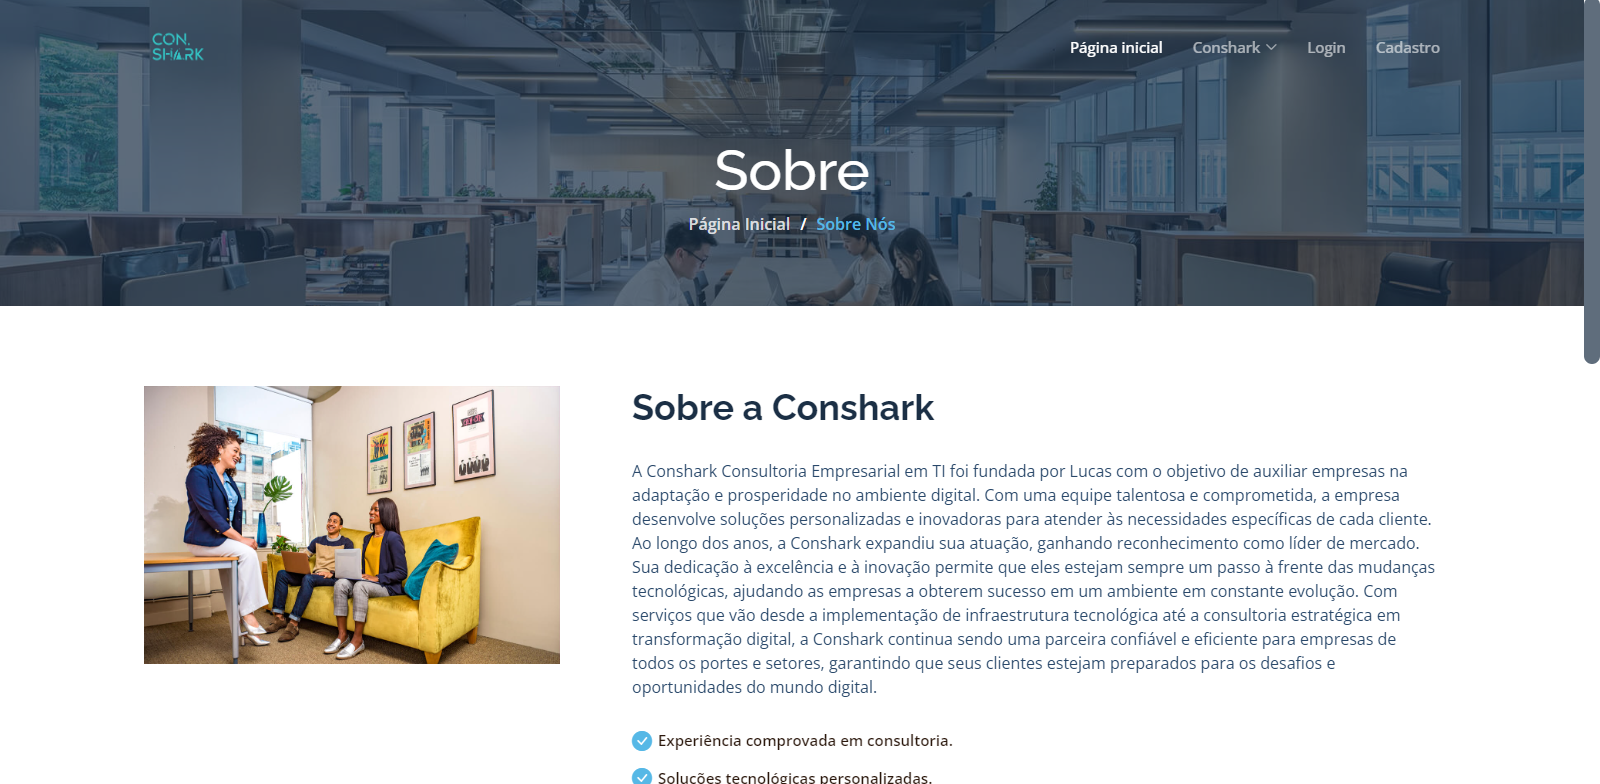 CON.
SHARK
Página inicial
Conshark
Login
Cadastro
Sobre
Página Inicial / Sobre Nós
Sobre a Conshark
A Conshark Consultoria Empresarial em TI foi fundada por Lucas com o objetivo de auxiliar empresas na
adaptação e prosperidade no ambiente digital. Com uma equipe talentosa e comprometida, a empresa
desenvolve soluções personalizadas e inovadoras para atender às necessidades específicas de cada cliente.
Ao longo dos anos, a Conshark expandiu sua atuação, ganhando reconhecimento como líder de mercado.
Sua dedicação à excelência e à inovação permite que eles estejam sempre um passo à frente das mudanças
tecnológicas, ajudando as empresas a obterem sucesso em um ambiente em constante evolução. Com
serviços que vão desde a implementação de infraestrutura tecnológica até a consultoria estratégica em
transformação digital, a Conshark continua sendo uma parceira confiável e eficiente para empresas de
todos os portes e setores, garantindo que seus clientes estejam preparados para os desafios e
oportunidades do mundo digital.
Experiência comprovada em consultoria.
Soluções tecnológicas personalizadas.